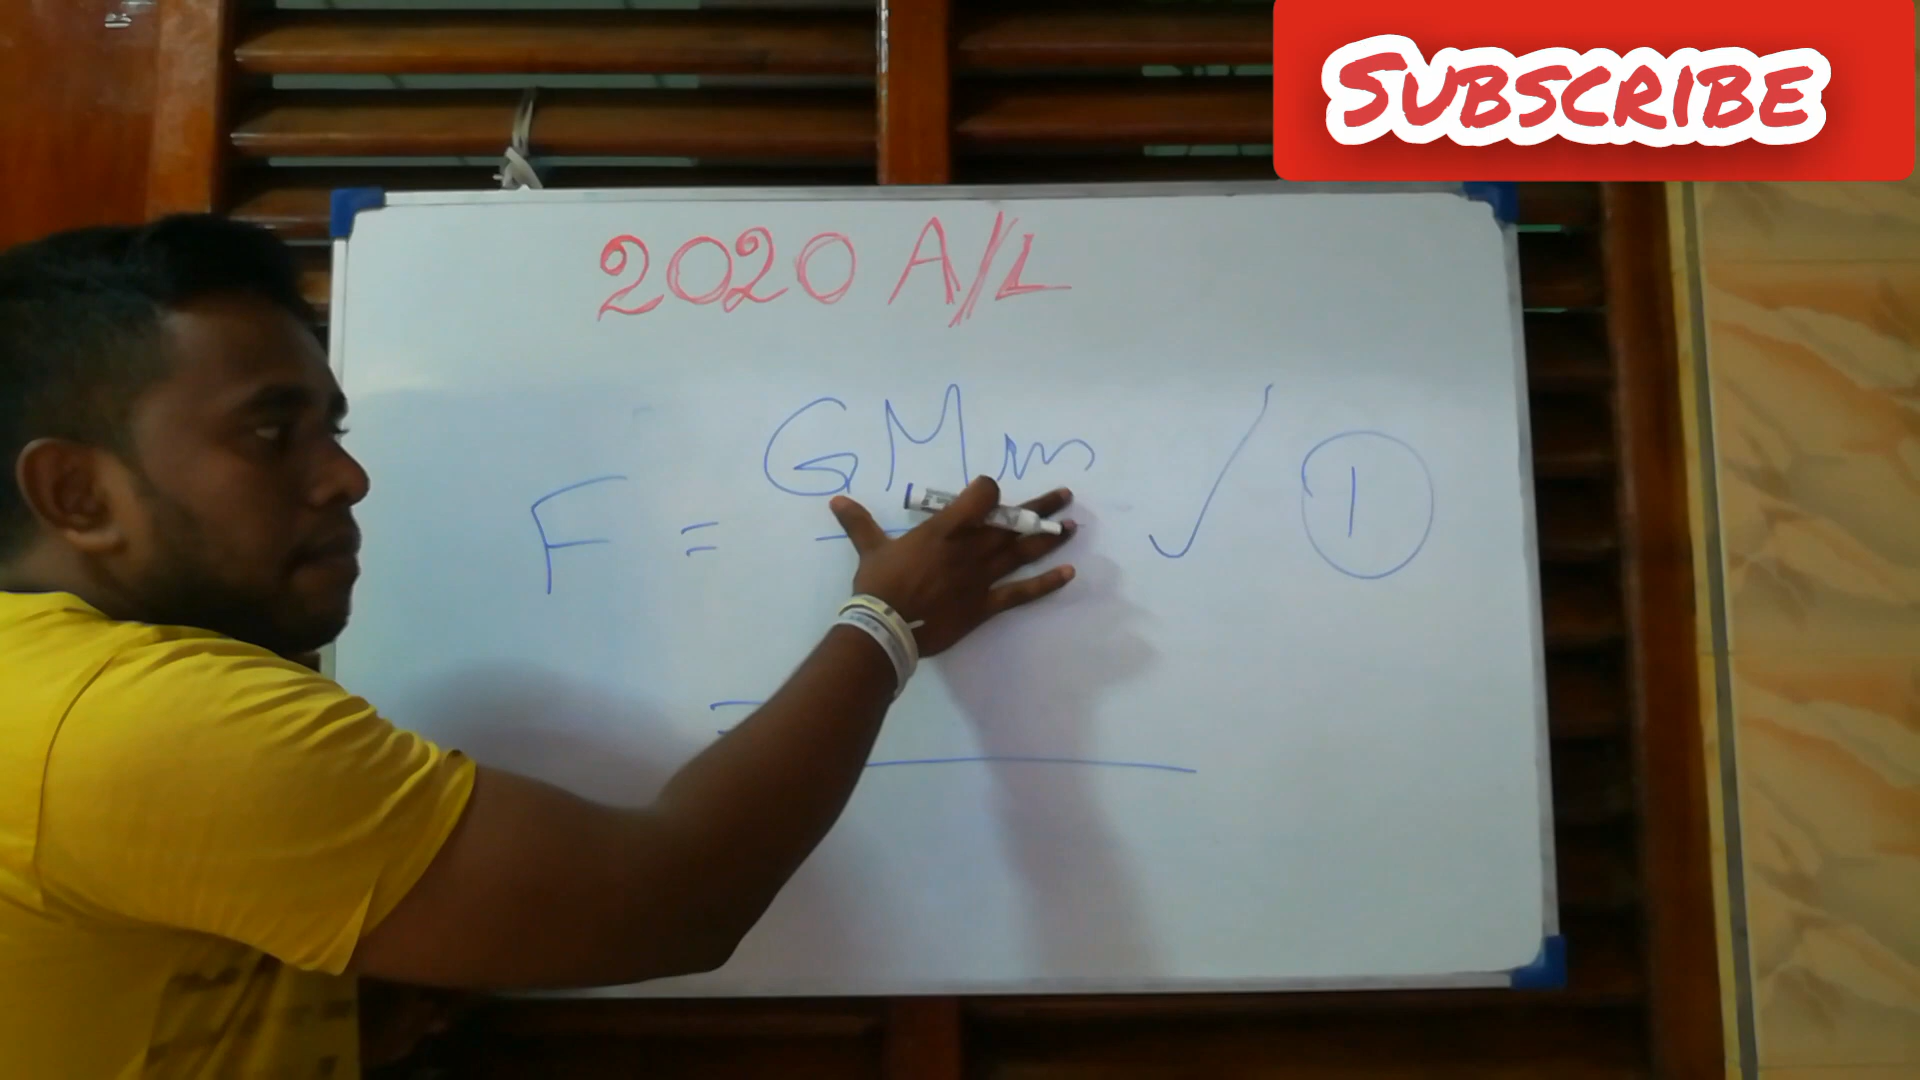 SUBSCRIBE
2020 A/L
F = GMm ✓ 1
=